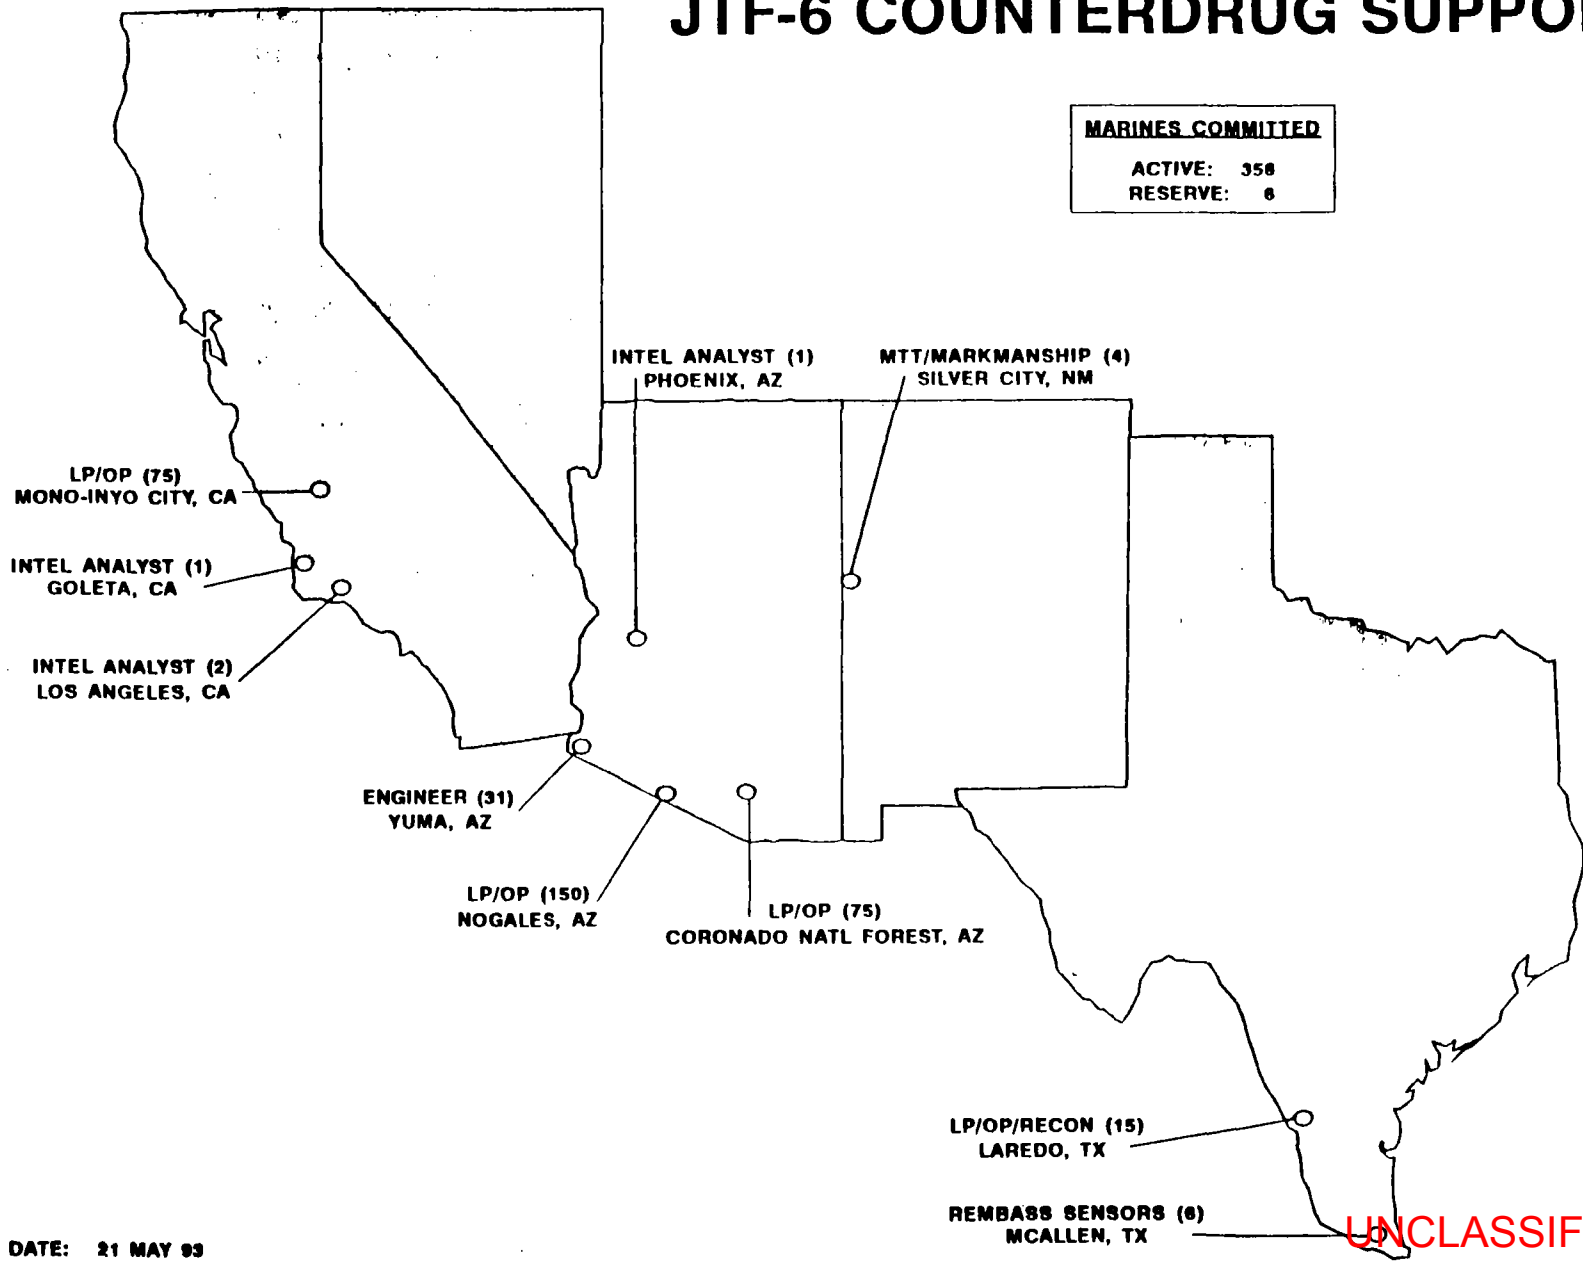 JTF-6 COUNTERDRUG SUPPO
MARINES COMMITTED
ACTIVE: 356
RESERVE: 6
INTEL ANALYST (1)
PHOENIX, AZ
MTT/MARKMANSHIP (4)
SILVER CITY, NM
LP/OP (75)
MONO-INYO CITY, CA
INTEL ANALYST (1)
GOLETA, CA
INTEL ANALYST (2)
LOS ANGELES, CA
ENGINEER (31)
YUMA, AZ
LP/OP (150)
NOGALES, AZ
LP/OP (75)
CORONADO NATL FOREST, AZ
LP/OP/RECON (15)
LAREDO, TX
REMBASS SENSORS (6)
MCALLEN, TX
UNCLASSIF
DATE: 21 MAY 93